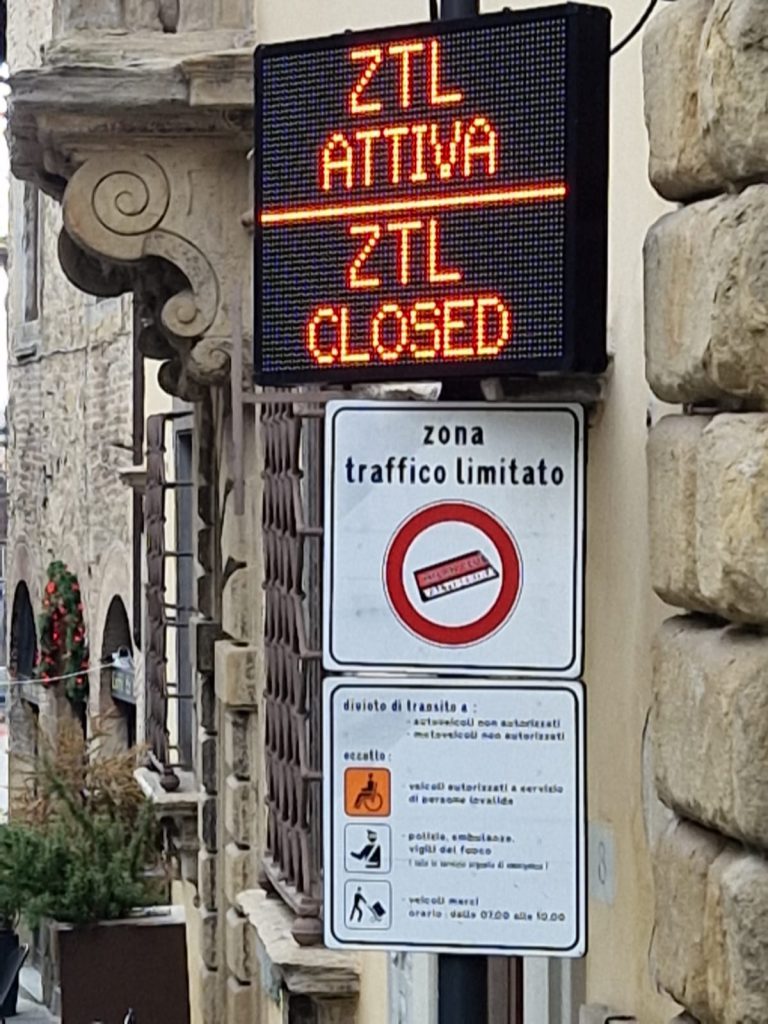 ZTL
ATTIVA
ZTL
CLOSED
zona
traffico limitato
divieto di transito a :
- autoveicoli non autorizzati
- motoveicoli non autorizzati
eccetto :
- veicoli autorizzati a servizio
di persone invalide
- polizia, ambulanze,
vigili del fuoco
- veicoli merci
orario : dalle 07.00 alle 10.00